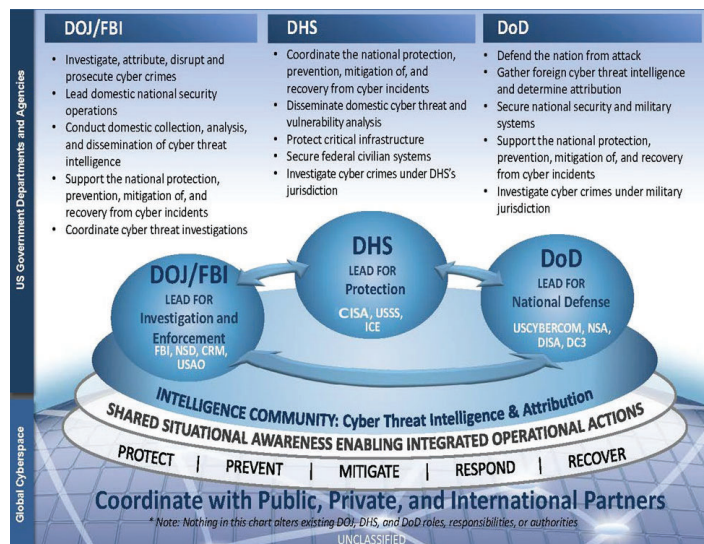 DOJ/FBI
• Investigate, attribute, disrupt and
prosecute cyber crimes
• Lead domestic national security
operations
• Conduct domestic collection, analysis,
and dissemination of cyber threat
intelligence
• Support the national protection,
prevention, mitigation of, and
recovery from cyber incidents
• Coordinate cyber threat investigations
DHS
• Coordinate the national protection,
prevention, mitigation of, and
recovery from cyber incidents
• Disseminate domestic cyber threat and
vulnerability analysis
• Protect critical infrastructure
• Secure federal civilian systems
• Investigate cyber crimes under DHS's
jurisdiction
DoD
• Defend the nation from attack
• Gather foreign cyber threat intelligence
and determine attribution
• Secure national security and military
systems
• Support the national protection,
prevention, mitigation of, and recovery
from cyber incidents
• Investigate cyber crimes under military
jurisdiction
US Government Departments and Agencies
DOJ/FBI
LEAD FOR
Investigation and
Enforcement
FBI, NSD, CRM,
USAO
DHS
LEAD FOR
Protection
CISA, USSS,
ICE
DoD
LEAD FOR
National Defense
USCYBERCOM, NSA,
DISA, DC3
INTELLIGENCE COMMUNITY: Cyber Threat Intelligence & Attribution
SHARED SITUATIONAL AWARENESS ENABLING INTEGRATED OPERATIONAL ACTIONS
PROTECT | PREVENT | MITIGATE | RESPOND | RECOVER
Global Cyberspace
Coordinate with Public, Private, and International Partners
* Note: Nothing in this chart alters existing DOJ, DHS, and DoD roles, responsibilities, or authorities
UNCLASSIFIED